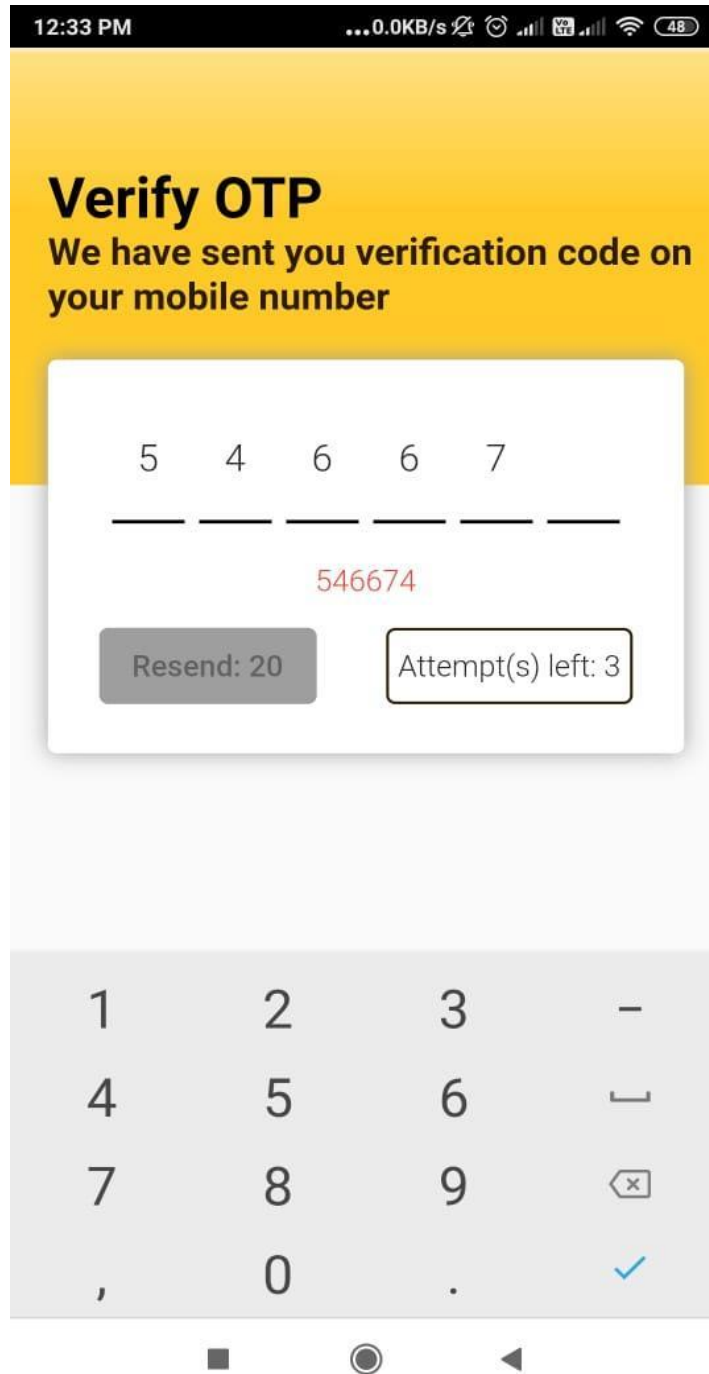 12:33 PM ...0.0KB/s Vo LTE 48
Verify OTP
We have sent you verification code on
your mobile number
5 4 6 6 7
546674
Resend: 20 Attempt(s) left: 3
1 2 3 -
4 5 6
7 8 9
, 0 .